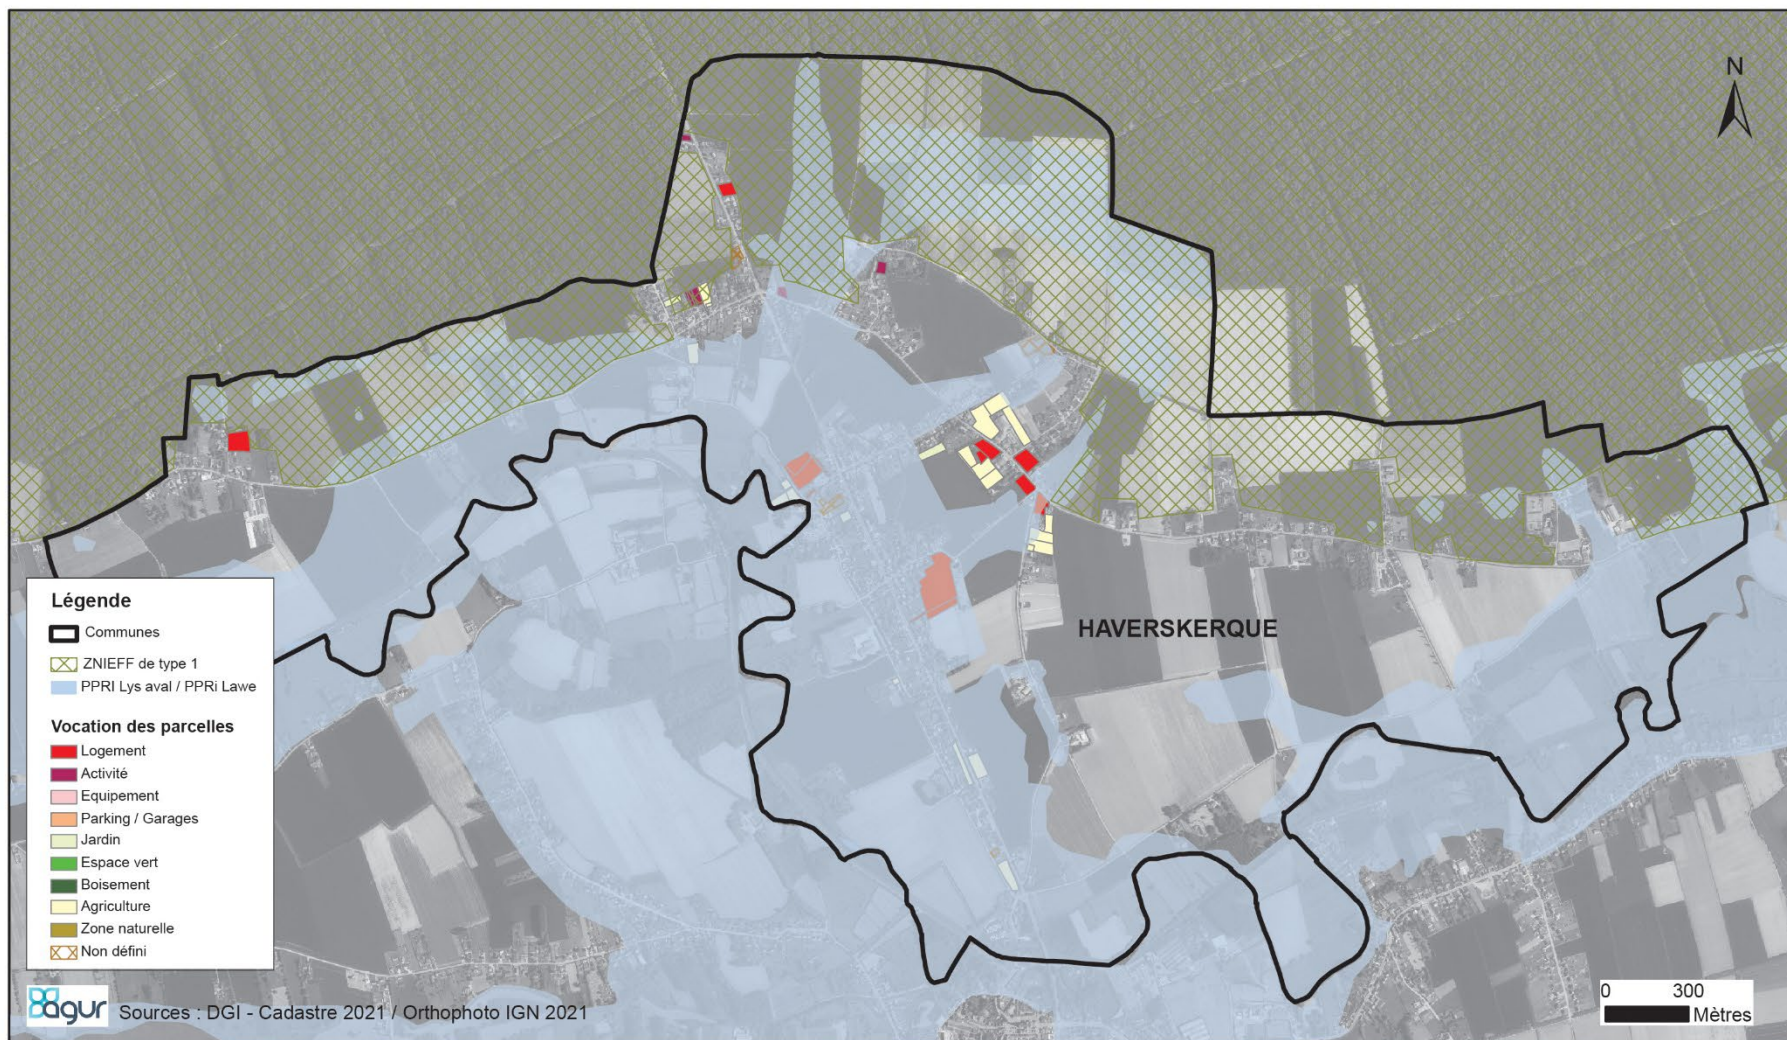 N
HAVERSKERQUE
Légende
Communes
ZNIEFF de type 1
PPRI Lys aval / PPRi Lawe
Vocation des parcelles
Logement
Activité
Equipement
Parking / Garages
Jardin
Espace vert
Boisement
Agriculture
Zone naturelle
Non défini
agur Sources : DGI - Cadastre 2021 / Orthophoto IGN 2021
0 300
Mètres